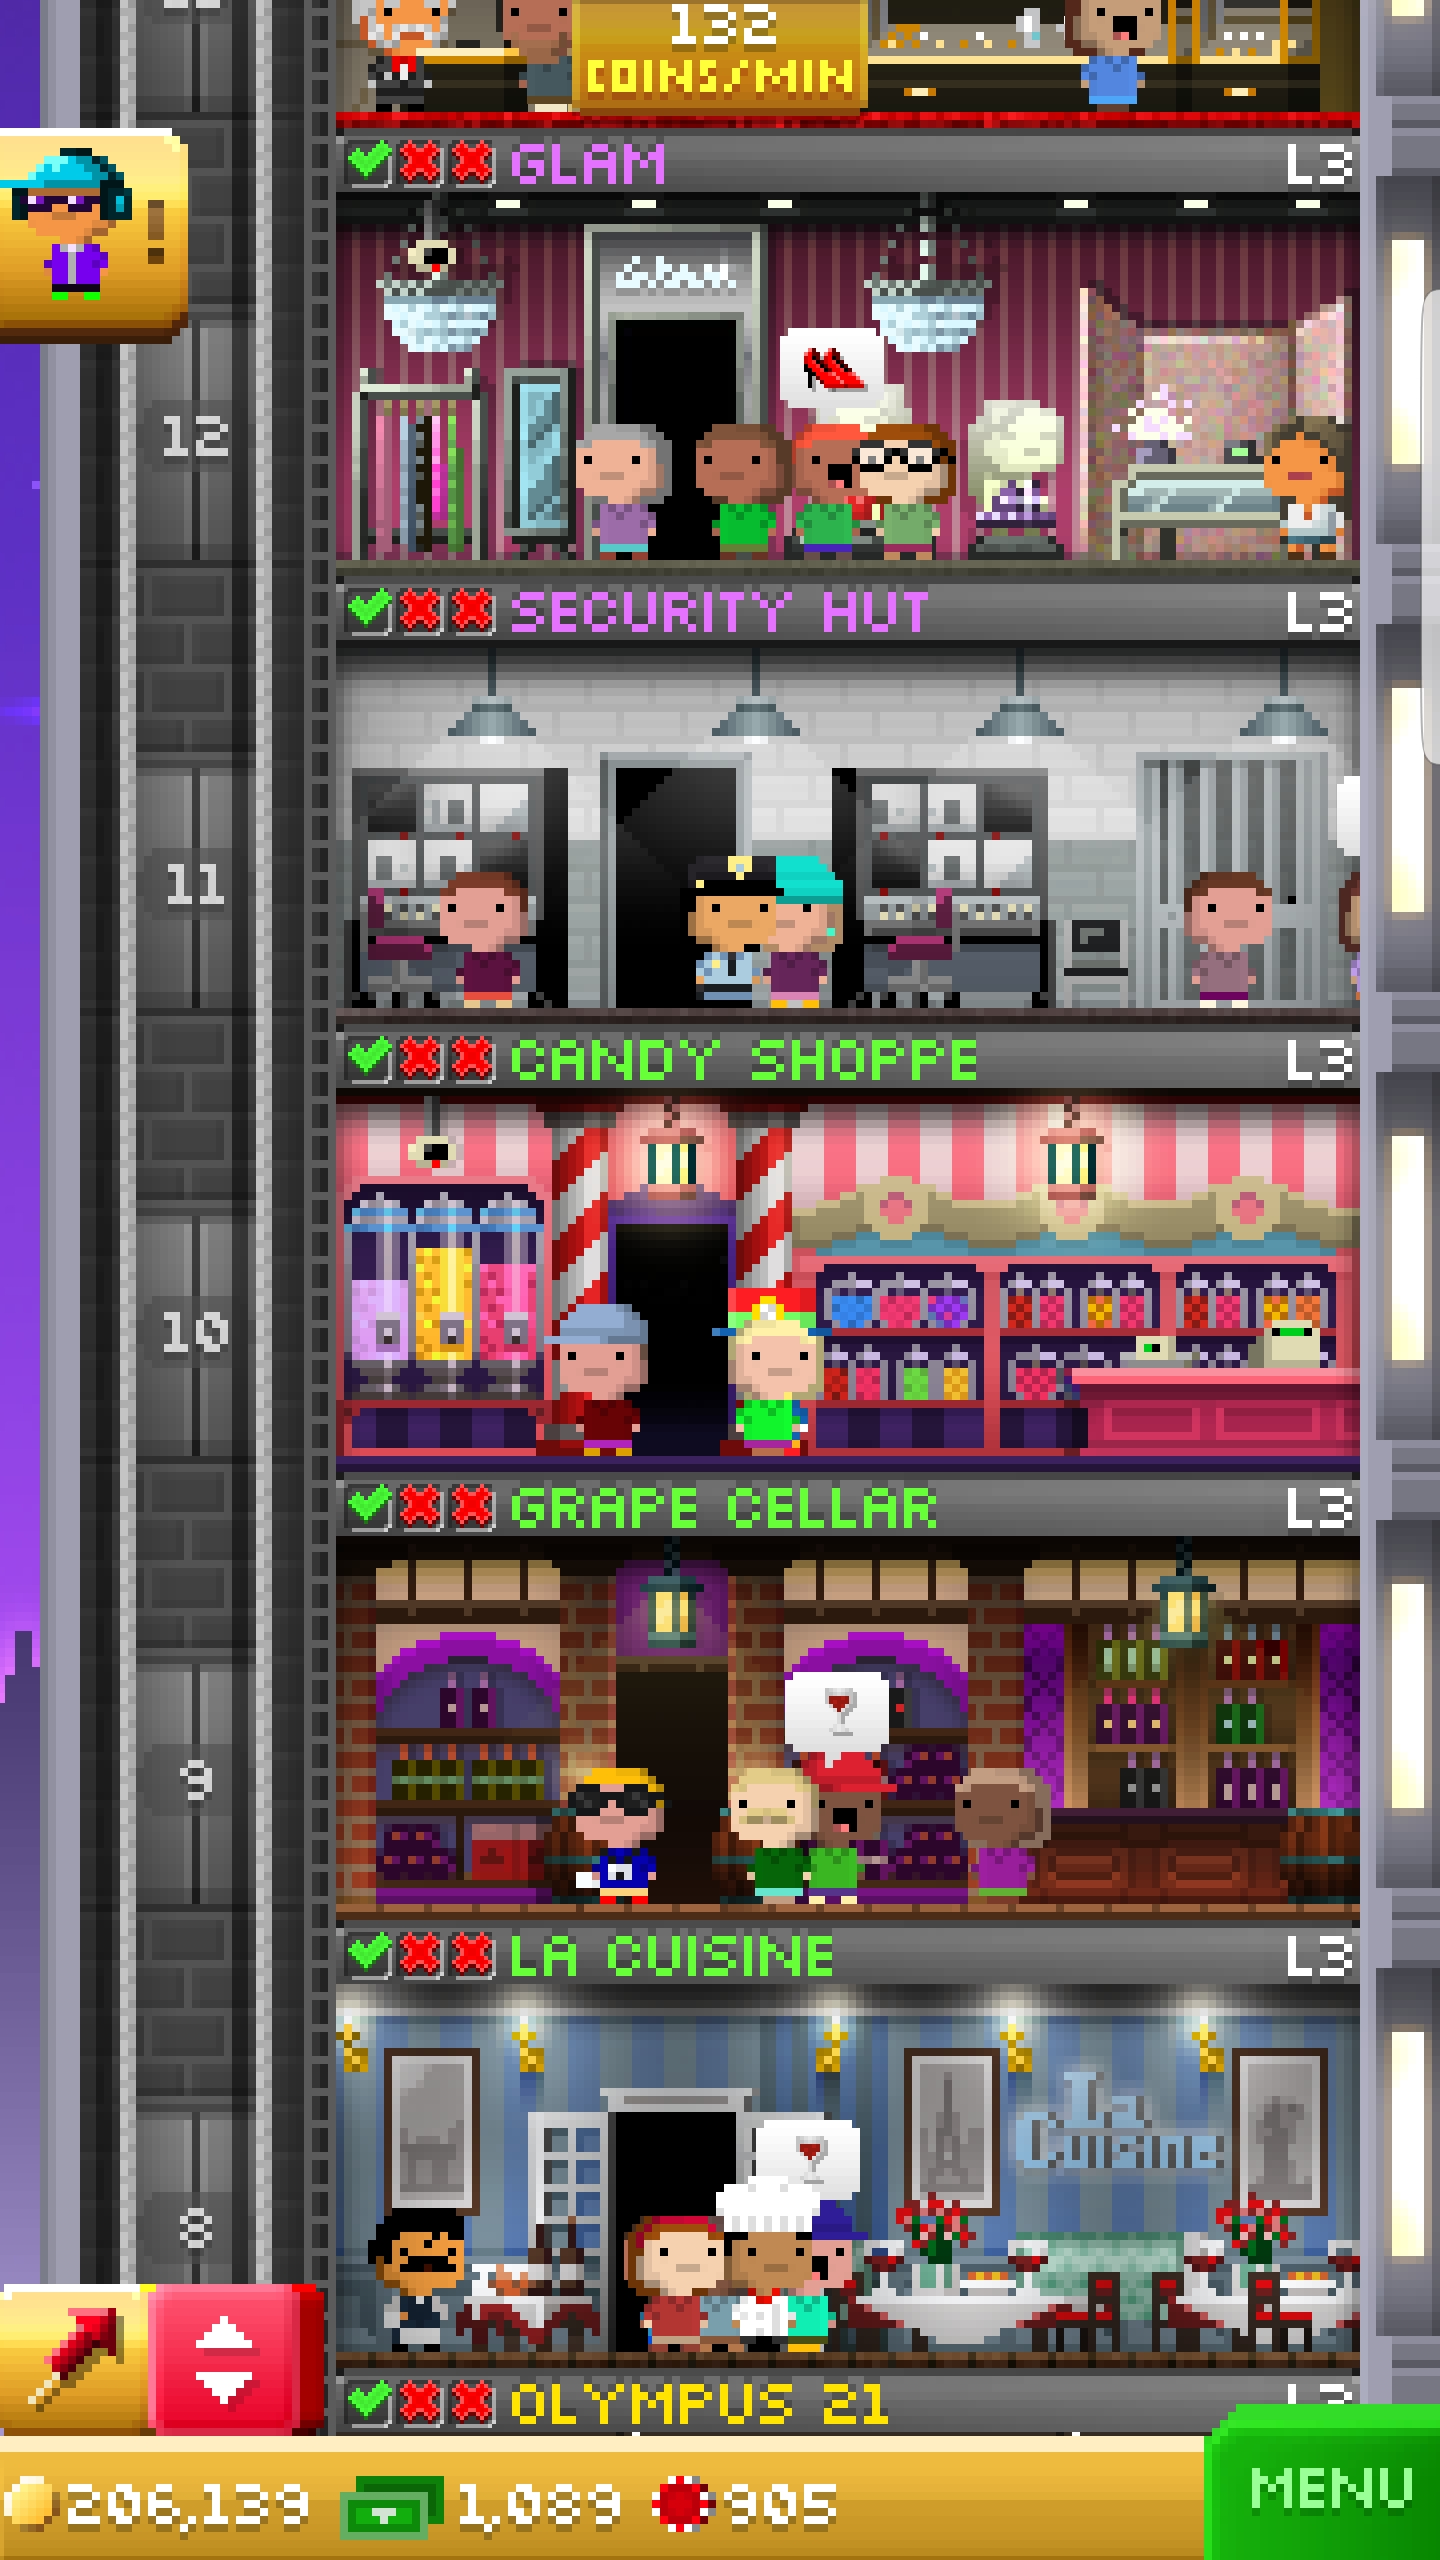 132
COINS/MIN
GLAM L3
Glam
12
SECURITY HUT L3
11
CANDY SHOPPE L3
10
GRAPE CELLAR L3
9
LA CUISINE L3
La
Cuisine
8
OLYMPUS 21 L3
206,139 1,089 905
MENU